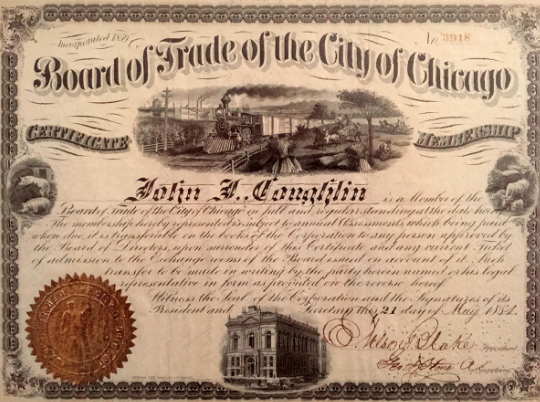 Incorporated 1859
No 3918
Board of Trade of the City of Chicago
CERTIFICATE MEMBERSHIP
John J. Coughlin is a Member of the
Board of Trade of the City of Chicago in full and regular standing at the date hereof
The membership hereby represented is subject to annual Assessments, which being paid
when due is transferable on the books of the Corporation to any person approved by
the Board of Directors upon surrender of this Certificate and any current Ticket
of admission to the Exchange rooms of the Board issued on account of it. Such
transfer to be made in writing by the party herein named or his legal
representative in form as provided on the reverse hereof.
Witness the Seal of the Corporation and the Signatures of its
President and Secretary this 21 day of May 188
President
Secretary